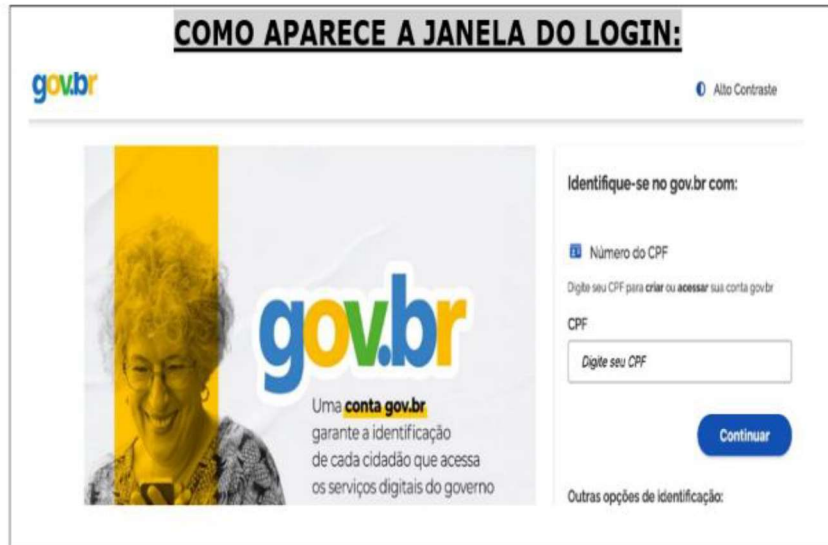 COMO APARECE A JANELA DO LOGIN:
gov.br
Alto Contraste
gov.br
Uma conta gov.br
garante a identificação
de cada cidadão que acessa
os serviços digitais do governo
Identifique-se no gov.br com:
Número do CPF
Digite seu CPF para criar ou acessar sua conta gov.br
CPF
Digite seu CPF
Continuar
Outras opções de identificação: